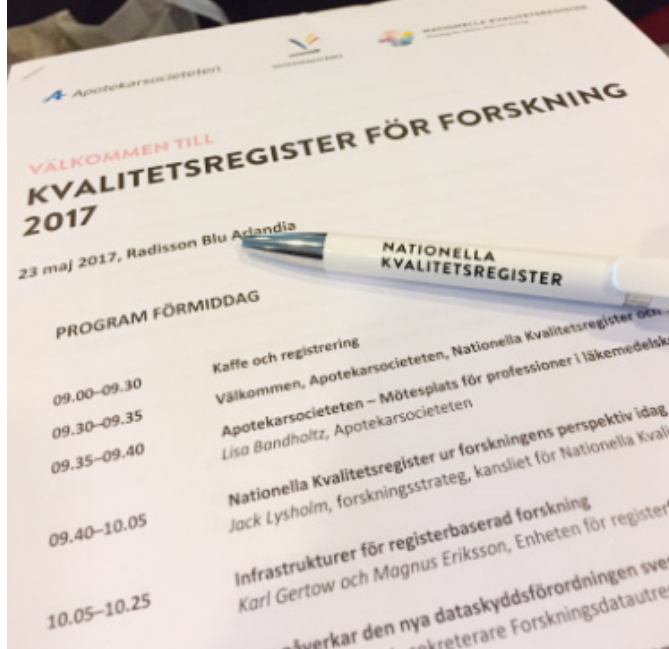 Apotekarsocieteten
NATIONELLA KVALITETSREGISTER
VÄLKOMMEN TILL
KVALITETSREGISTER FÖR FORSKNING
2017
23 maj 2017, Radisson Blu Arlandia
NATIONELLA
KVALITETSREGISTER
PROGRAM FÖRMIDDAG
09.00–09.30 Kaffe och registrering
09.30–09.35 Välkommen, Apotekarsocieteten, Nationella Kvalitetsregister och
09.35–09.40 Apotekarsocieteten – Mötesplats för professioner i läkemedelsk
Lisa Bandholtz, Apotekarsocieteten
09.40–10.05 Nationella Kvalitetsregister ur forskningens perspektiv idag
Jack Lysholm, forskningsstrateg, kansliet för Nationella Kvali
10.05–10.25 Infrastrukturer för registerbaserad forskning
Karl Gertow och Magnus Eriksson, Enheten för register
påverkar den nya dataskyddsförordningen sve
sekreterare Forskningsdatautre